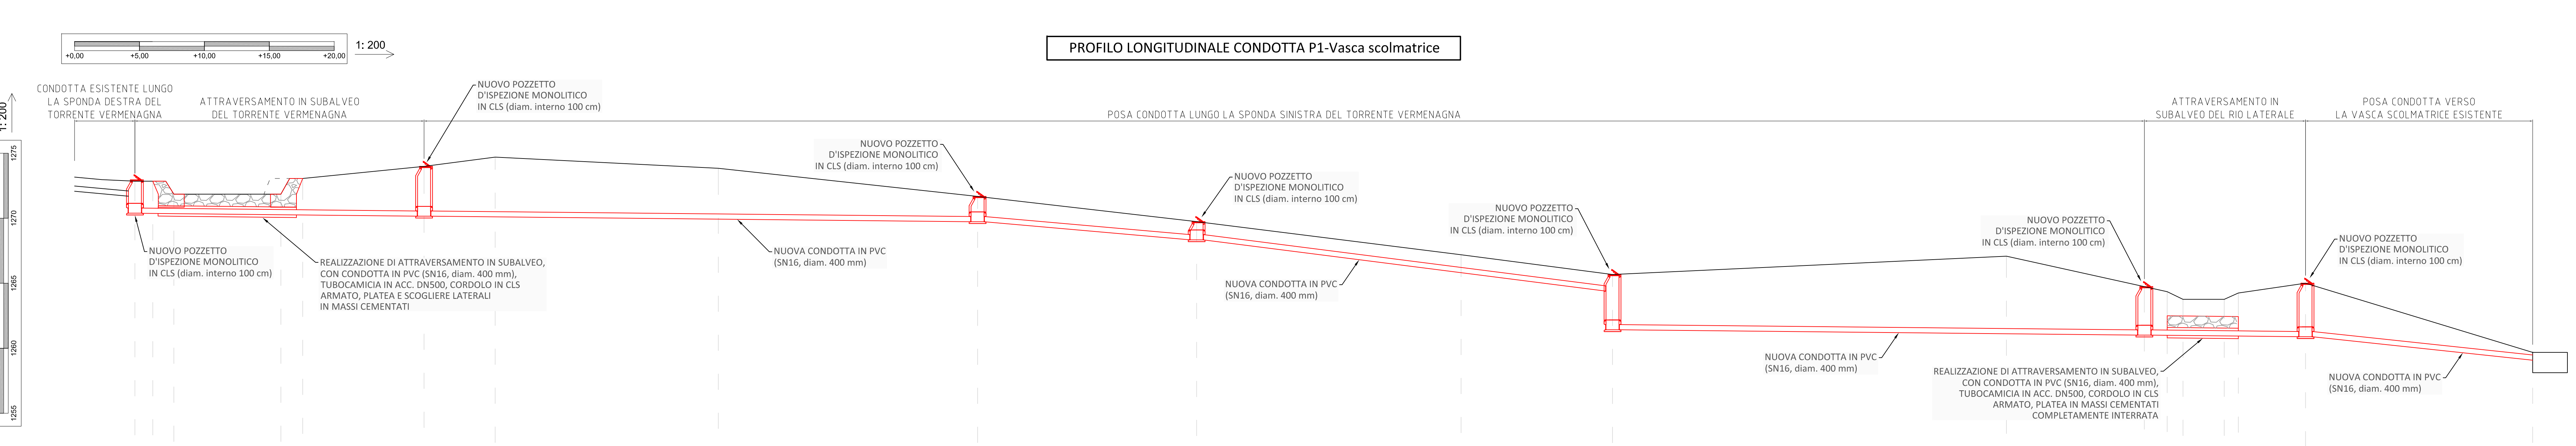 PROFILO LONGITUDINALE CONDOTTA P1-Vasca scolmatrice
1: 200
+0,00 +5,00 +10,00 +15,00 +20,00
1: 200
1275
1270
1265
1260
1255
CONDOTTA ESISTENTE LUNGO
LA SPONDA DESTRA DEL
TORRENTE VERMENAGNA
ATTRAVERSAMENTO IN SUBALVEO
DEL TORRENTE VERMENAGNA
POSA CONDOTTA LUNGO LA SPONDA SINISTRA DEL TORRENTE VERMENAGNA
ATTRAVERSAMENTO IN
SUBALVEO DEL RIO LATERALE
POSA CONDOTTA VERSO
LA VASCA SCOLMATRICE ESISTENTE
NUOVO POZZETTO
D'ISPEZIONE MONOLITICO
IN CLS (diam. interno 100 cm)
NUOVO POZZETTO
D'ISPEZIONE MONOLITICO
IN CLS (diam. interno 100 cm)
REALIZZAZIONE DI ATTRAVERSAMENTO IN SUBALVEO,
CON CONDOTTA IN PVC (SN16, diam. 400 mm),
TUBOCAMICIA IN ACC. DN500, CORDOLO IN CLS
ARMATO, PLATEA E SCOGLIERE LATERALI
IN MASSI CEMENTATI
NUOVA CONDOTTA IN PVC
(SN16, diam. 400 mm)
NUOVO POZZETTO
D'ISPEZIONE MONOLITICO
IN CLS (diam. interno 100 cm)
NUOVO POZZETTO
D'ISPEZIONE MONOLITICO
IN CLS (diam. interno 100 cm)
NUOVA CONDOTTA IN PVC
(SN16, diam. 400 mm)
NUOVO POZZETTO
D'ISPEZIONE MONOLITICO
IN CLS (diam. interno 100 cm)
NUOVA CONDOTTA IN PVC
(SN16, diam. 400 mm)
NUOVO POZZETTO
D'ISPEZIONE MONOLITICO
IN CLS (diam. interno 100 cm)
REALIZZAZIONE DI ATTRAVERSAMENTO IN SUBALVEO,
CON CONDOTTA IN PVC (SN16, diam. 400 mm),
TUBOCAMICIA IN ACC. DN500, CORDOLO IN CLS
ARMATO, PLATEA IN MASSI CEMENTATI
COMPLETAMENTE INTERRATA
NUOVO POZZETTO
D'ISPEZIONE MONOLITICO
IN CLS (diam. interno 100 cm)
NUOVA CONDOTTA IN PVC
(SN16, diam. 400 mm)